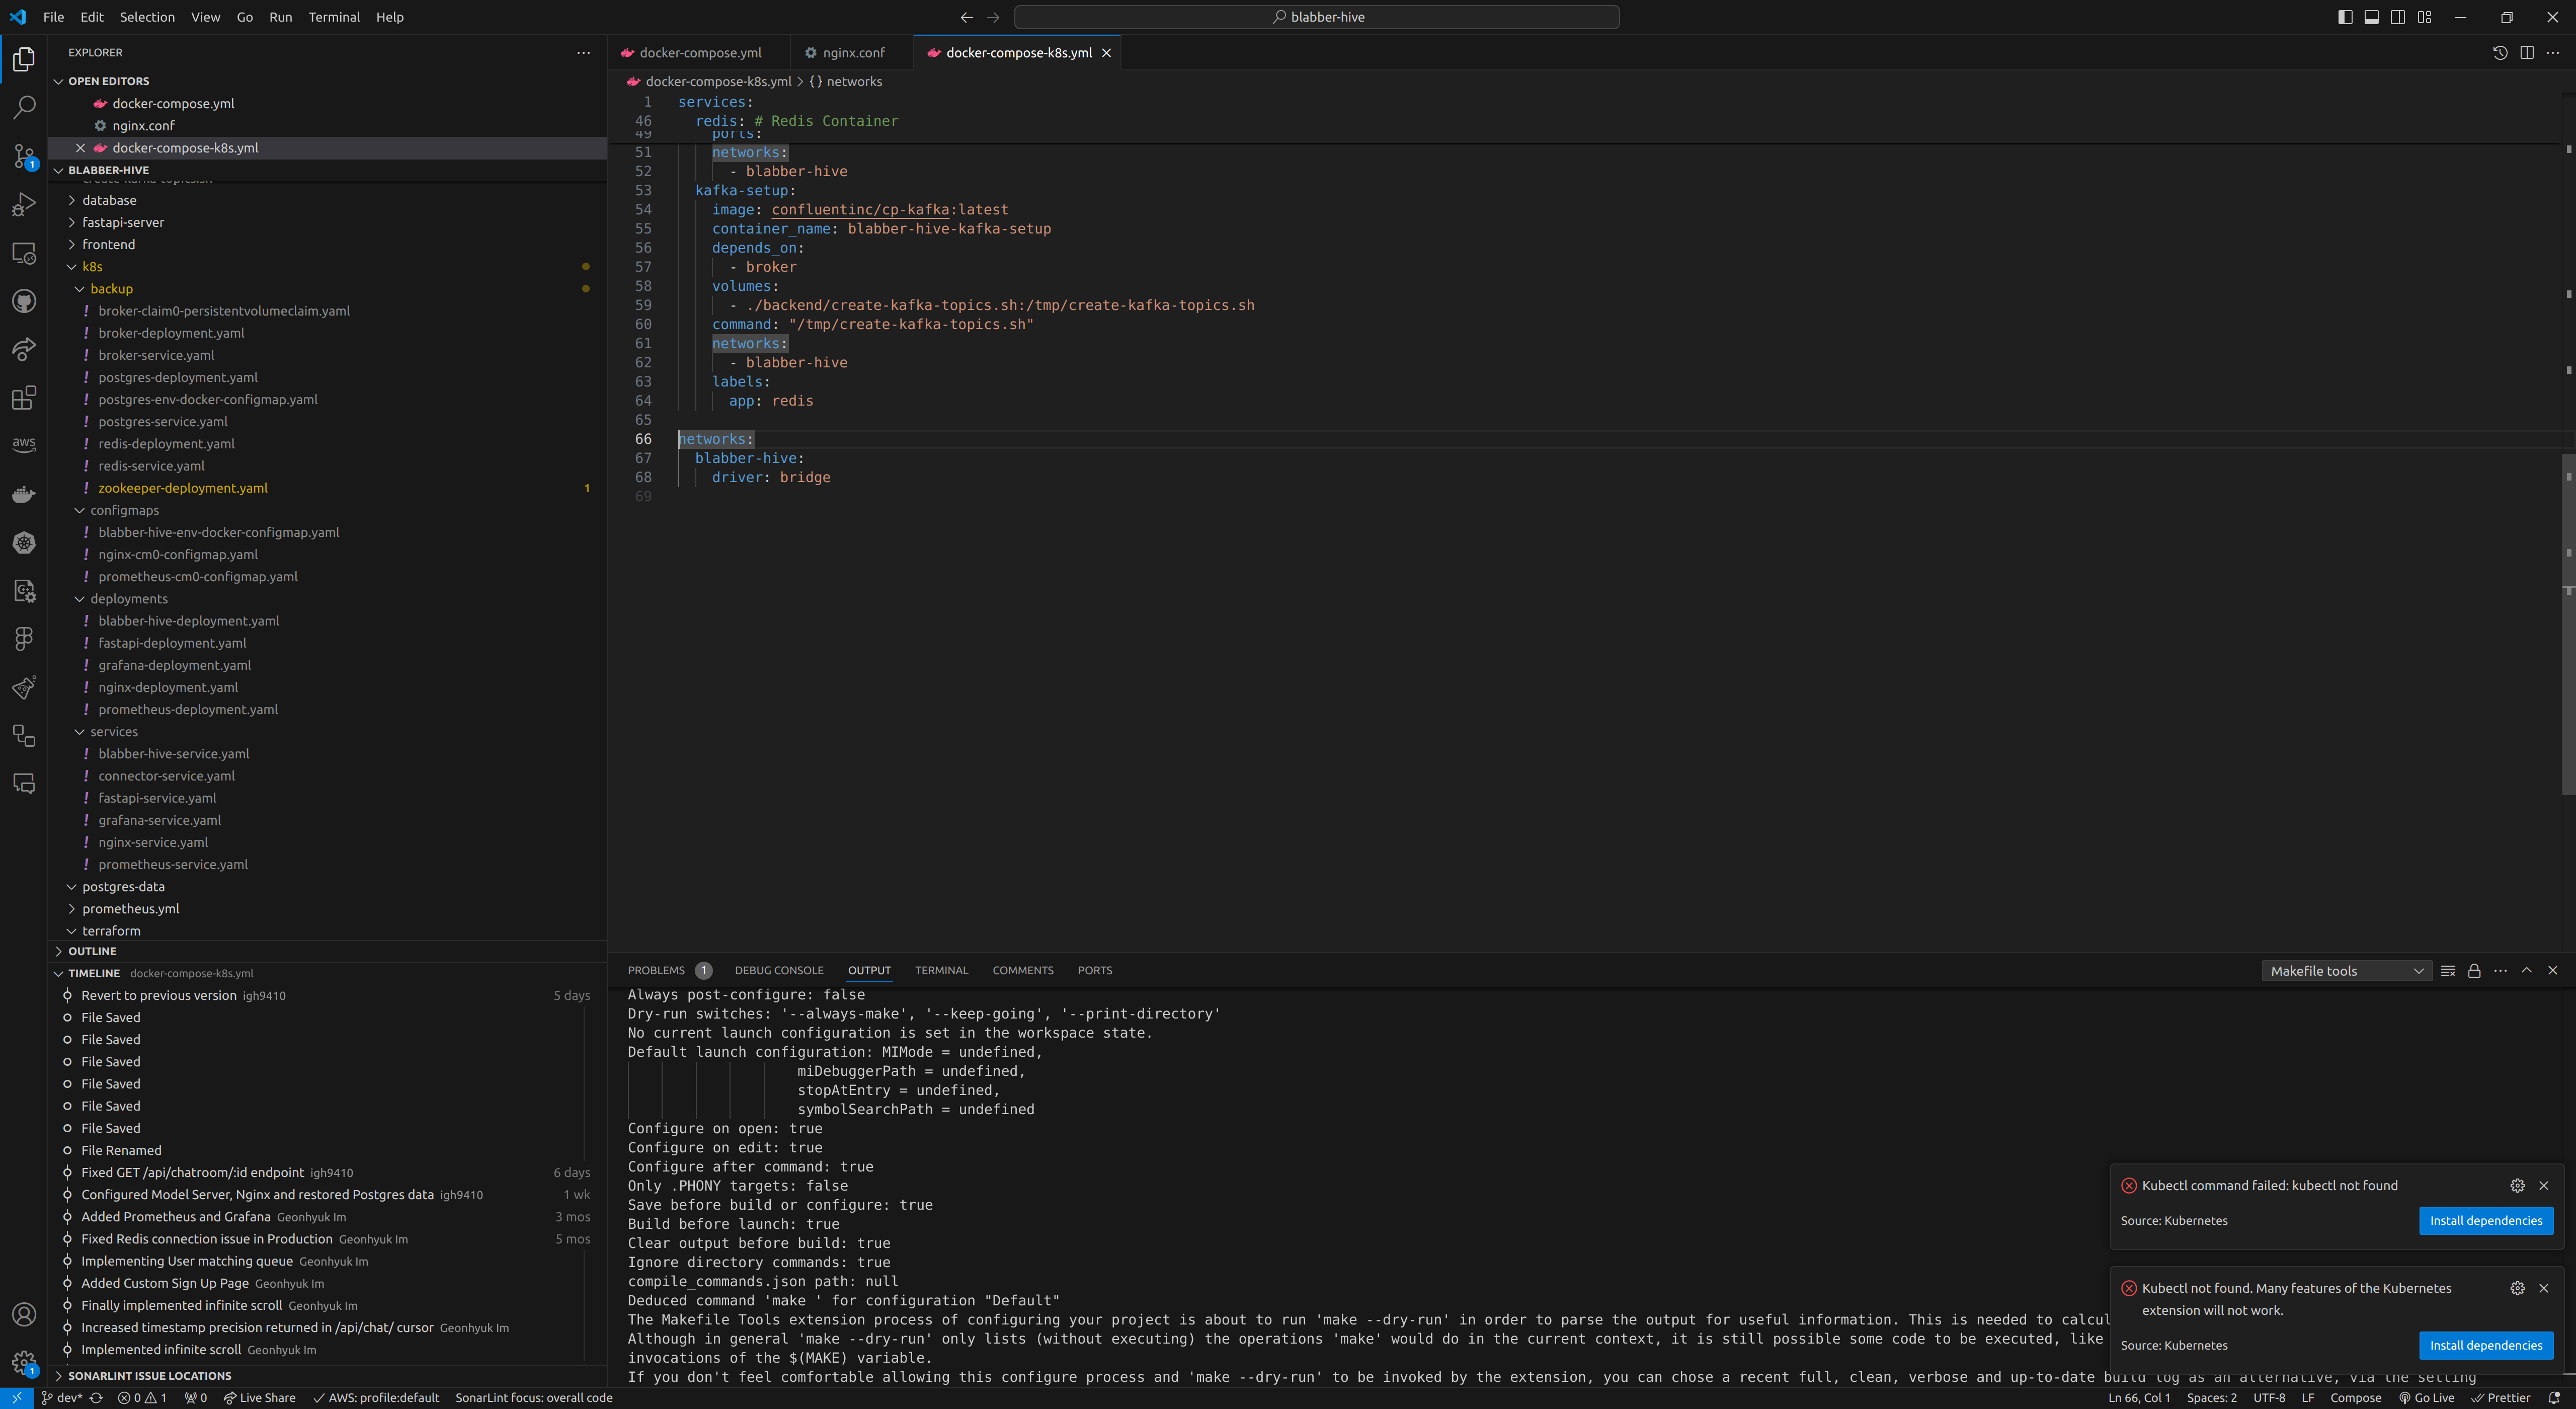 File Edit Selection View Go Run Terminal Help
blabber-hive
EXPLORER
OPEN EDITORS
docker-compose.yml
nginx.conf
docker-compose-k8s.yml
BLABBER-HIVE
create-kafka-topics.sh
database
fastapi-server
frontend
k8s
backup
broker-claim0-persistentvolumeclaim.yaml
broker-deployment.yaml
broker-service.yaml
postgres-deployment.yaml
postgres-env-docker-configmap.yaml
postgres-service.yaml
redis-deployment.yaml
redis-service.yaml
zookeeper-deployment.yaml 1
configmaps
blabber-hive-env-docker-configmap.yaml
nginx-cm0-configmap.yaml
prometheus-cm0-configmap.yaml
deployments
blabber-hive-deployment.yaml
fastapi-deployment.yaml
grafana-deployment.yaml
nginx-deployment.yaml
prometheus-deployment.yaml
services
blabber-hive-service.yaml
connector-service.yaml
fastapi-service.yaml
grafana-service.yaml
nginx-service.yaml
prometheus-service.yaml
postgres-data
prometheus.yml
terraform
OUTLINE
TIMELINE docker-compose-k8s.yml
Revert to previous version igh9410 5 days
File Saved
File Saved
File Saved
File Saved
File Saved
File Saved
File Renamed
Fixed GET /api/chatroom/:id endpoint igh9410 6 days
Configured Model Server, Nginx and restored Postgres data igh9410 1 wk
Added Prometheus and Grafana Geonhyuk Im 3 mos
Fixed Redis connection issue in Production Geonhyuk Im 5 mos
Implementing User matching queue Geonhyuk Im
Added Custom Sign Up Page Geonhyuk Im
Finally implemented infinite scroll Geonhyuk Im
Increased timestamp precision returned in /api/chat/ cursor Geonhyuk Im
Implemented infinite scroll Geonhyuk Im
SONARLINT ISSUE LOCATIONS
aws
1
1
docker-compose.yml nginx.conf docker-compose-k8s.yml
docker-compose-k8s.yml > {} networks
1 services:
46 redis: # Redis Container
49 ports:
51 networks:
52 - blabber-hive
53 kafka-setup:
54 image: confluentinc/cp-kafka:latest
55 container_name: blabber-hive-kafka-setup
56 depends_on:
57 - broker
58 volumes:
59 - ./backend/create-kafka-topics.sh:/tmp/create-kafka-topics.sh
60 command: "/tmp/create-kafka-topics.sh"
61 networks:
62 - blabber-hive
63 labels:
64 app: redis
65
66 networks:
67 blabber-hive:
68 driver: bridge
69
PROBLEMS 1 DEBUG CONSOLE OUTPUT TERMINAL COMMENTS PORTS Makefile tools
Always post-configure: false
Dry-run switches: '--always-make', '--keep-going', '--print-directory'
No current launch configuration is set in the workspace state.
Default launch configuration: MIMode = undefined,
miDebuggerPath = undefined,
stopAtEntry = undefined,
symbolSearchPath = undefined
Configure on open: true
Configure on edit: true
Configure after command: true
Only .PHONY targets: false
Save before build or configure: true
Build before launch: true
Clear output before build: true
Ignore directory commands: true
compile_commands.json path: null
Deduced command 'make ' for configuration "Default"
The Makefile Tools extension process of configuring your project is about to run 'make --dry-run' in order to parse the output for useful information. This is needed to calcul
Although in general 'make --dry-run' only lists (without executing) the operations 'make' would do in the current context, it is still possible some code to be executed, like
invocations of the $(MAKE) variable.
If you don't feel comfortable allowing this configure process and 'make --dry-run' to be invoked by the extension, you can chose a recent full, clean, verbose and up-to-date build log as an alternative, via the setting
Kubectl command failed: kubectl not found
Source: Kubernetes Install dependencies
Kubectl not found. Many features of the Kubernetes
extension will not work.
Source: Kubernetes Install dependencies
dev* 0 1 0 Live Share AWS: profile:default SonarLint focus: overall code Ln 66, Col 1 Spaces: 2 UTF-8 LF Compose Go Live Prettier